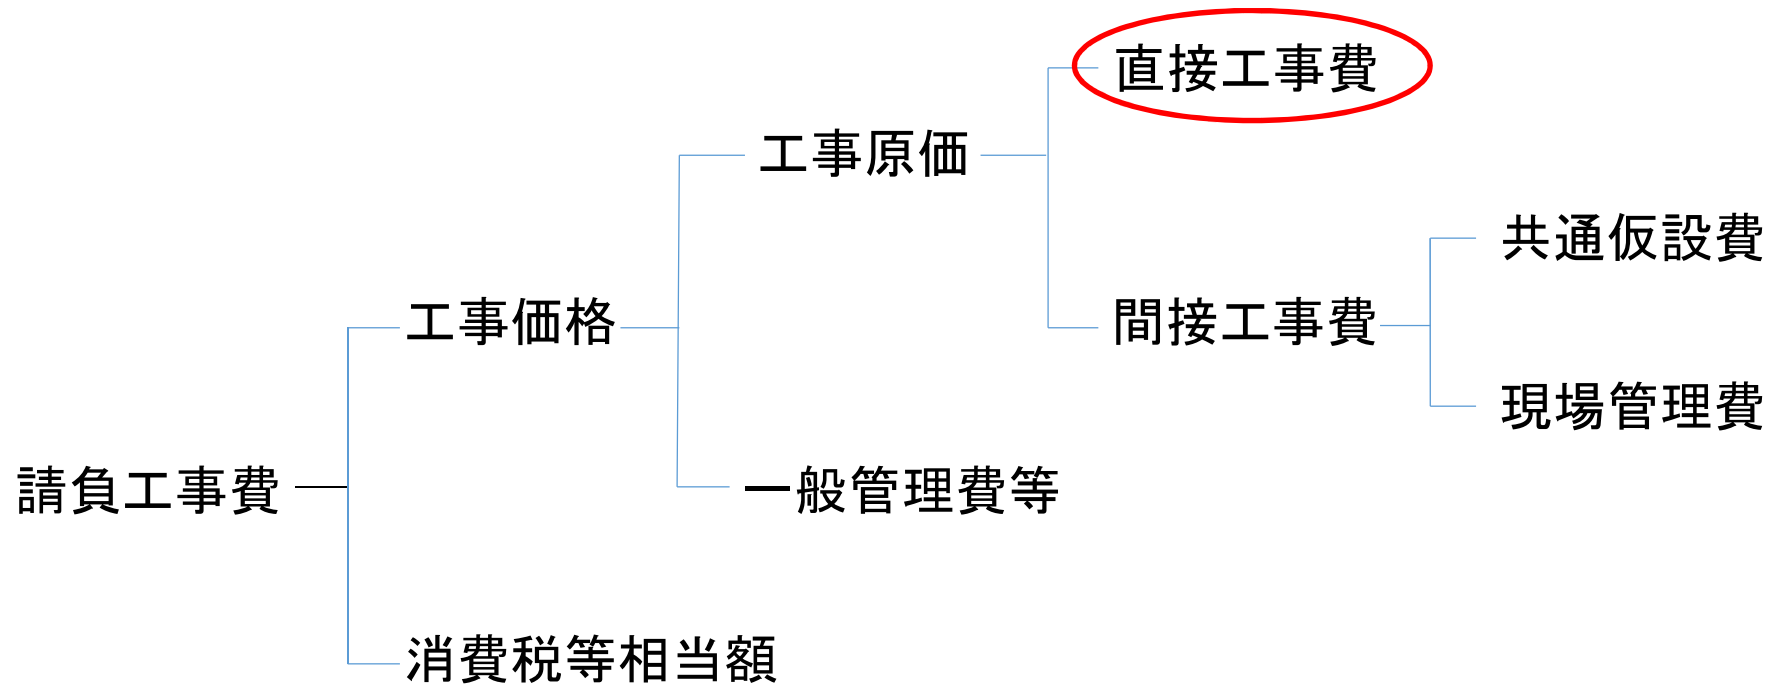 直接工事費
工事原価
共通仮設費
工事価格
間接工事費
現場管理費
請負工事費
一般管理費等
消費税等相当額